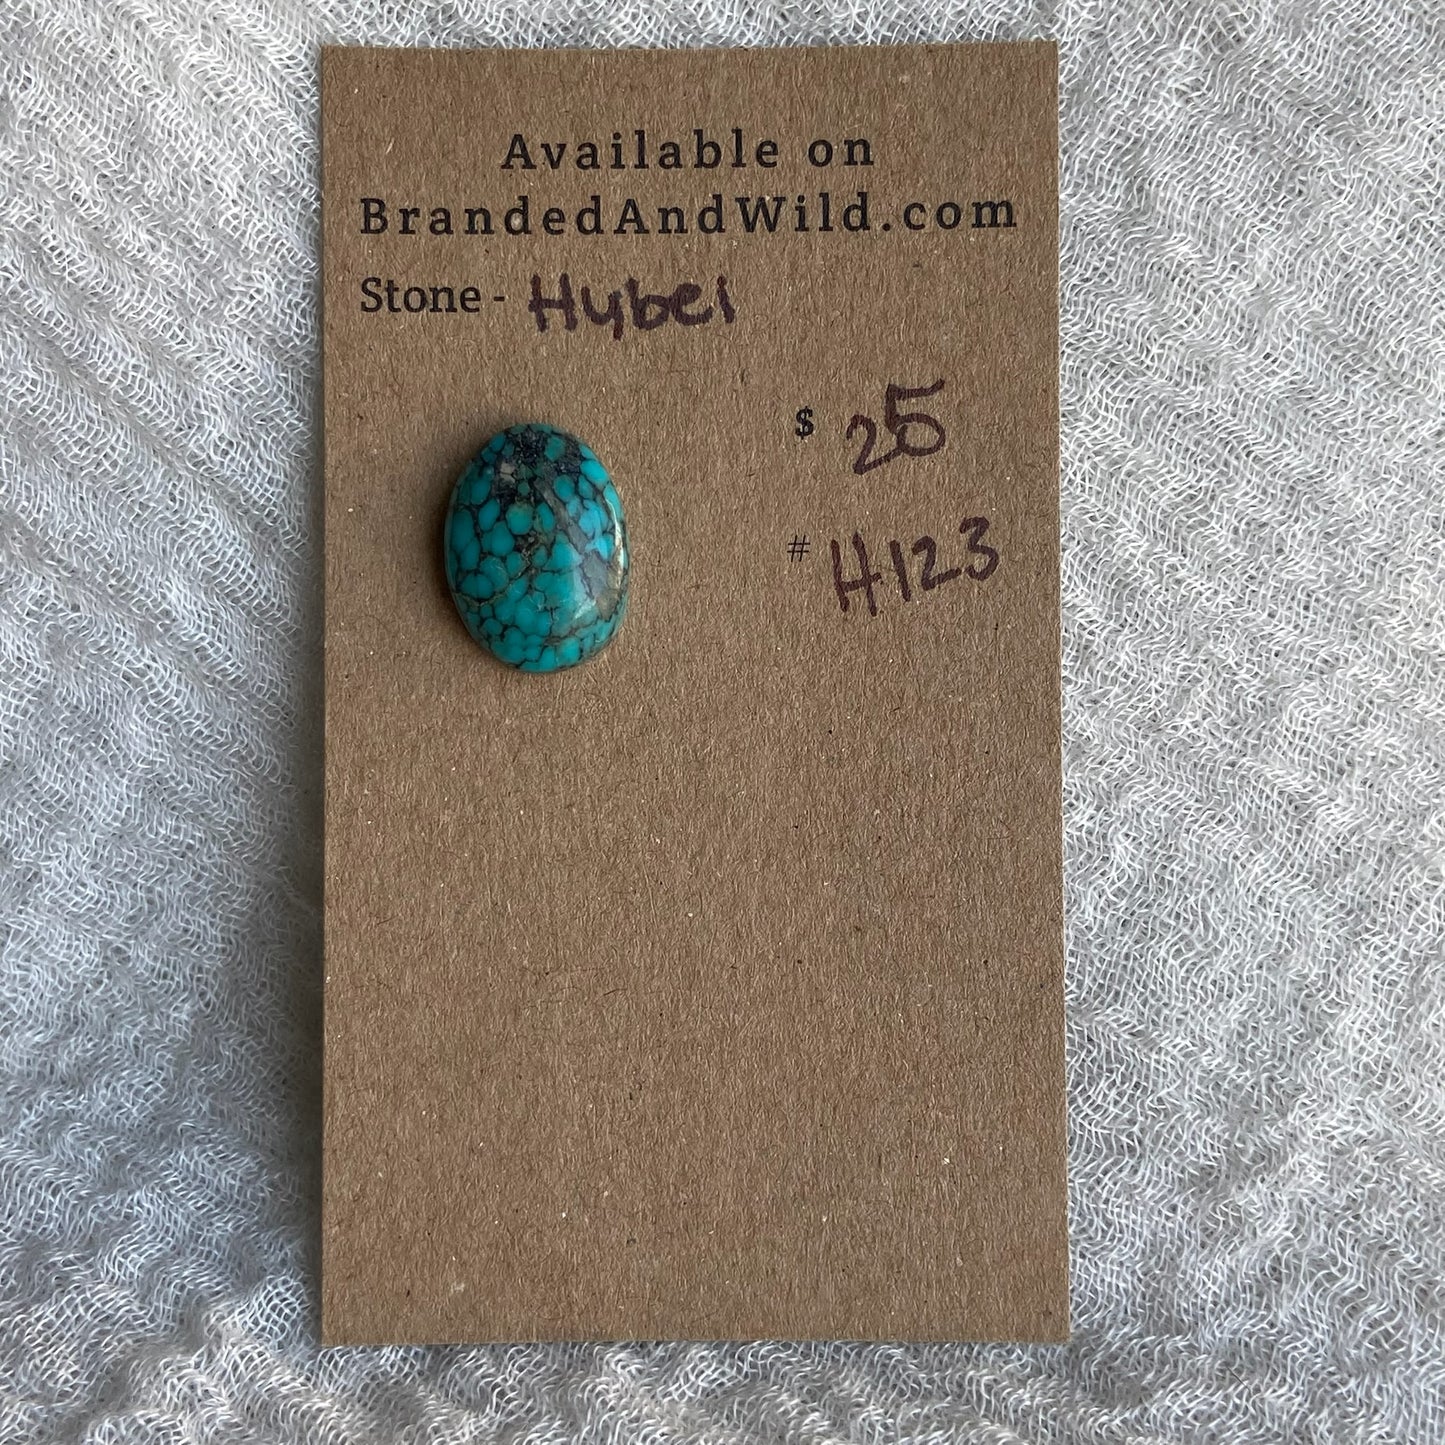 Available on
BrandedAndWild.com
Stone - Hubei
$ 25
# H123